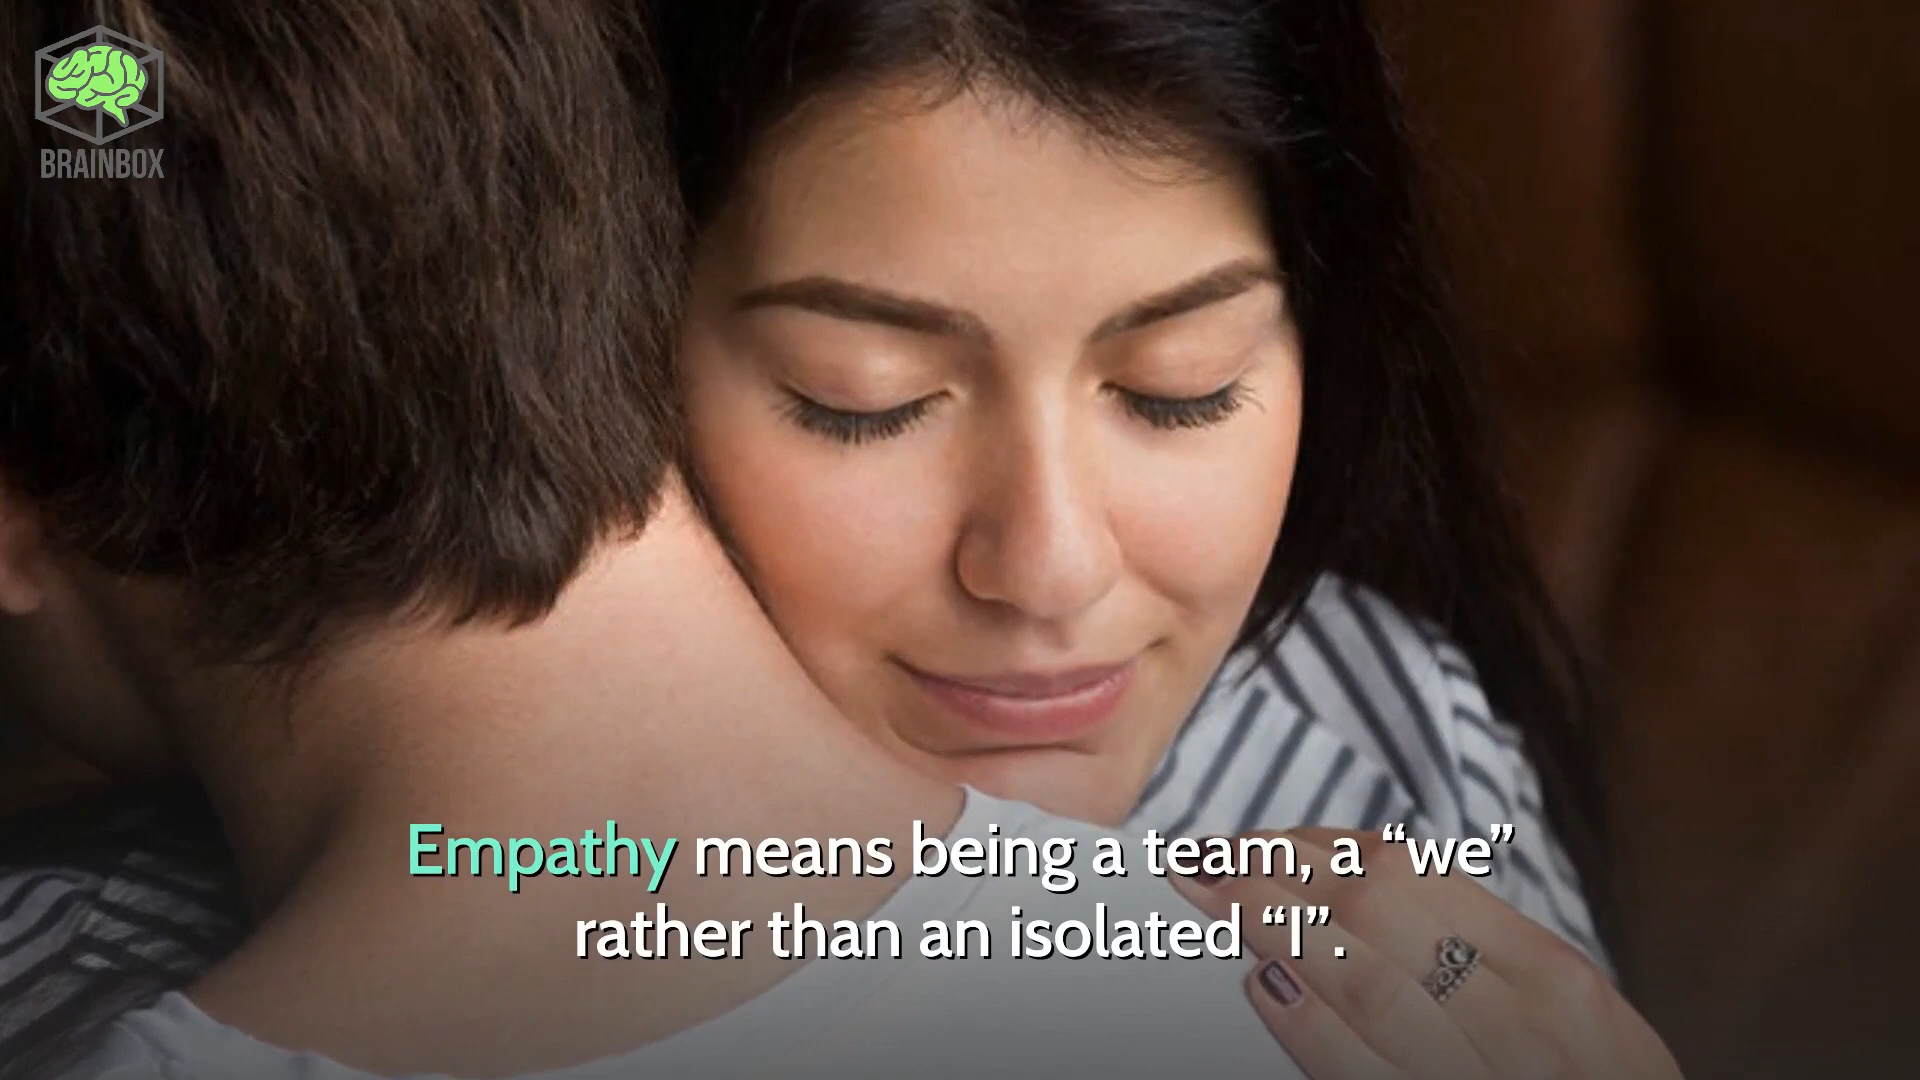 BRAINBOX
Empathy means being a team, a “we”
rather than an isolated “I”.